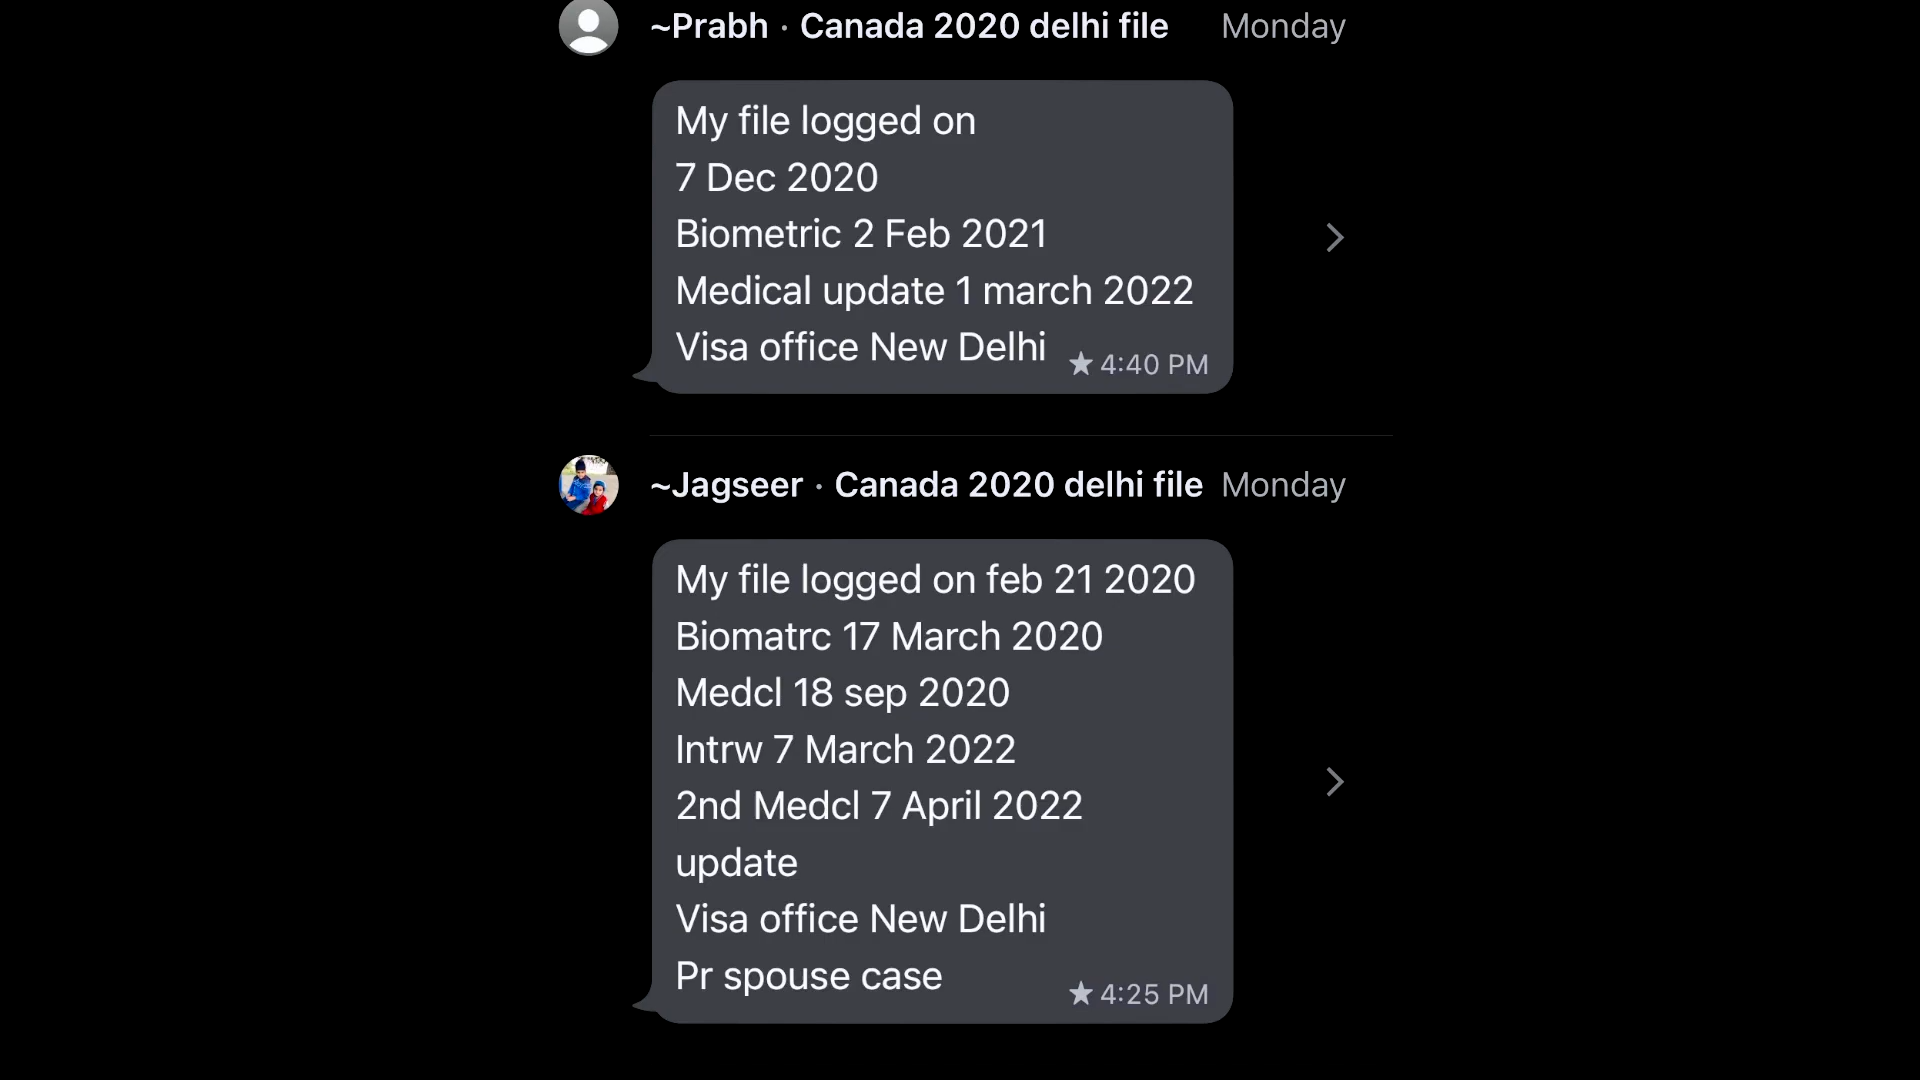 ~Prabh · Canada 2020 delhi file Monday
My file logged on
7 Dec 2020
Biometric 2 Feb 2021
Medical update 1 march 2022
Visa office New Delhi ★ 4:40 PM
~Jagseer · Canada 2020 delhi file Monday
My file logged on feb 21 2020
Biomatrc 17 March 2020
Medcl 18 sep 2020
Intrw 7 March 2022
2nd Medcl 7 April 2022
update
Visa office New Delhi
Pr spouse case ★ 4:25 PM